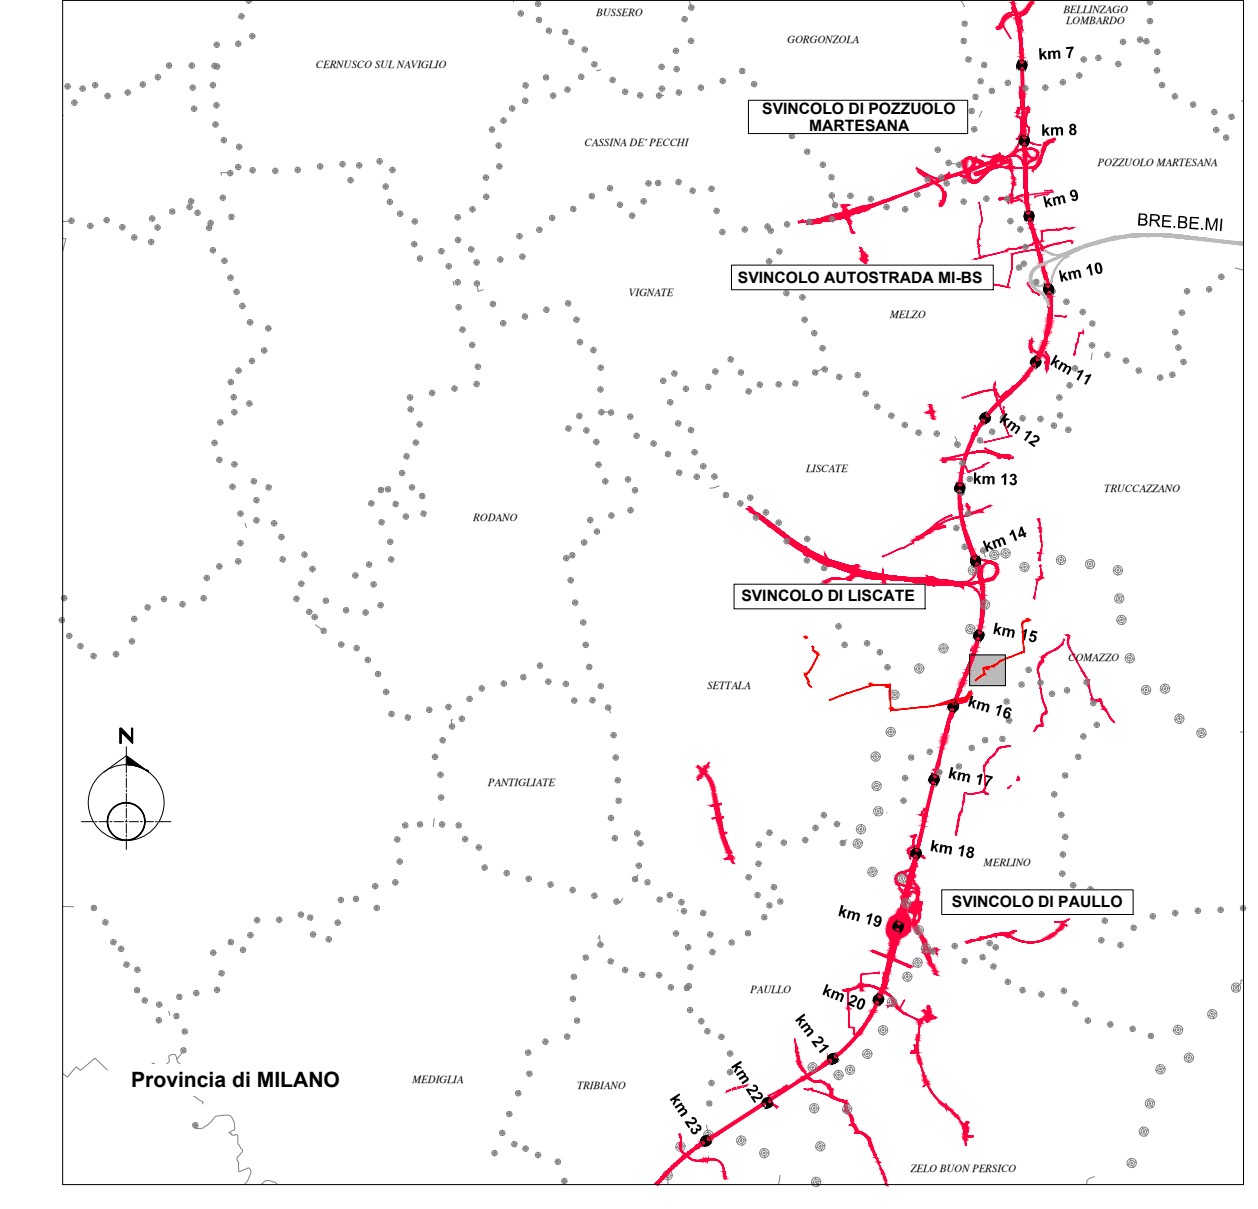 BUSSERO
BELLINZAGO
LOMBARDO
GORGONZOLA
km 7
CERNUSCO SUL NAVIGLIO
SVINCOLO DI POZZUOLO
MARTESANA
km 8
CASSINA DE' PECCHI
POZZUOLO MARTESANA
km 9
BRE.BE.MI
SVINCOLO AUTOSTRADA MI-BS
km 10
VIGNATE
MELZO
km 11
km 12
LISCATE
km 13
TRUCCAZZANO
RODANO
km 14
SVINCOLO DI LISCATE
km 15
COMAZZO
SETTALA
km 16
N
PANTIGLIATE
km 17
km 18
MERLINO
SVINCOLO DI PAULLO
km 19
PAULLO
km 20
km 21
Provincia di MILANO
MEDIGLIA
TRIBIANO
km 22
km 23
ZELO BUON PERSICO